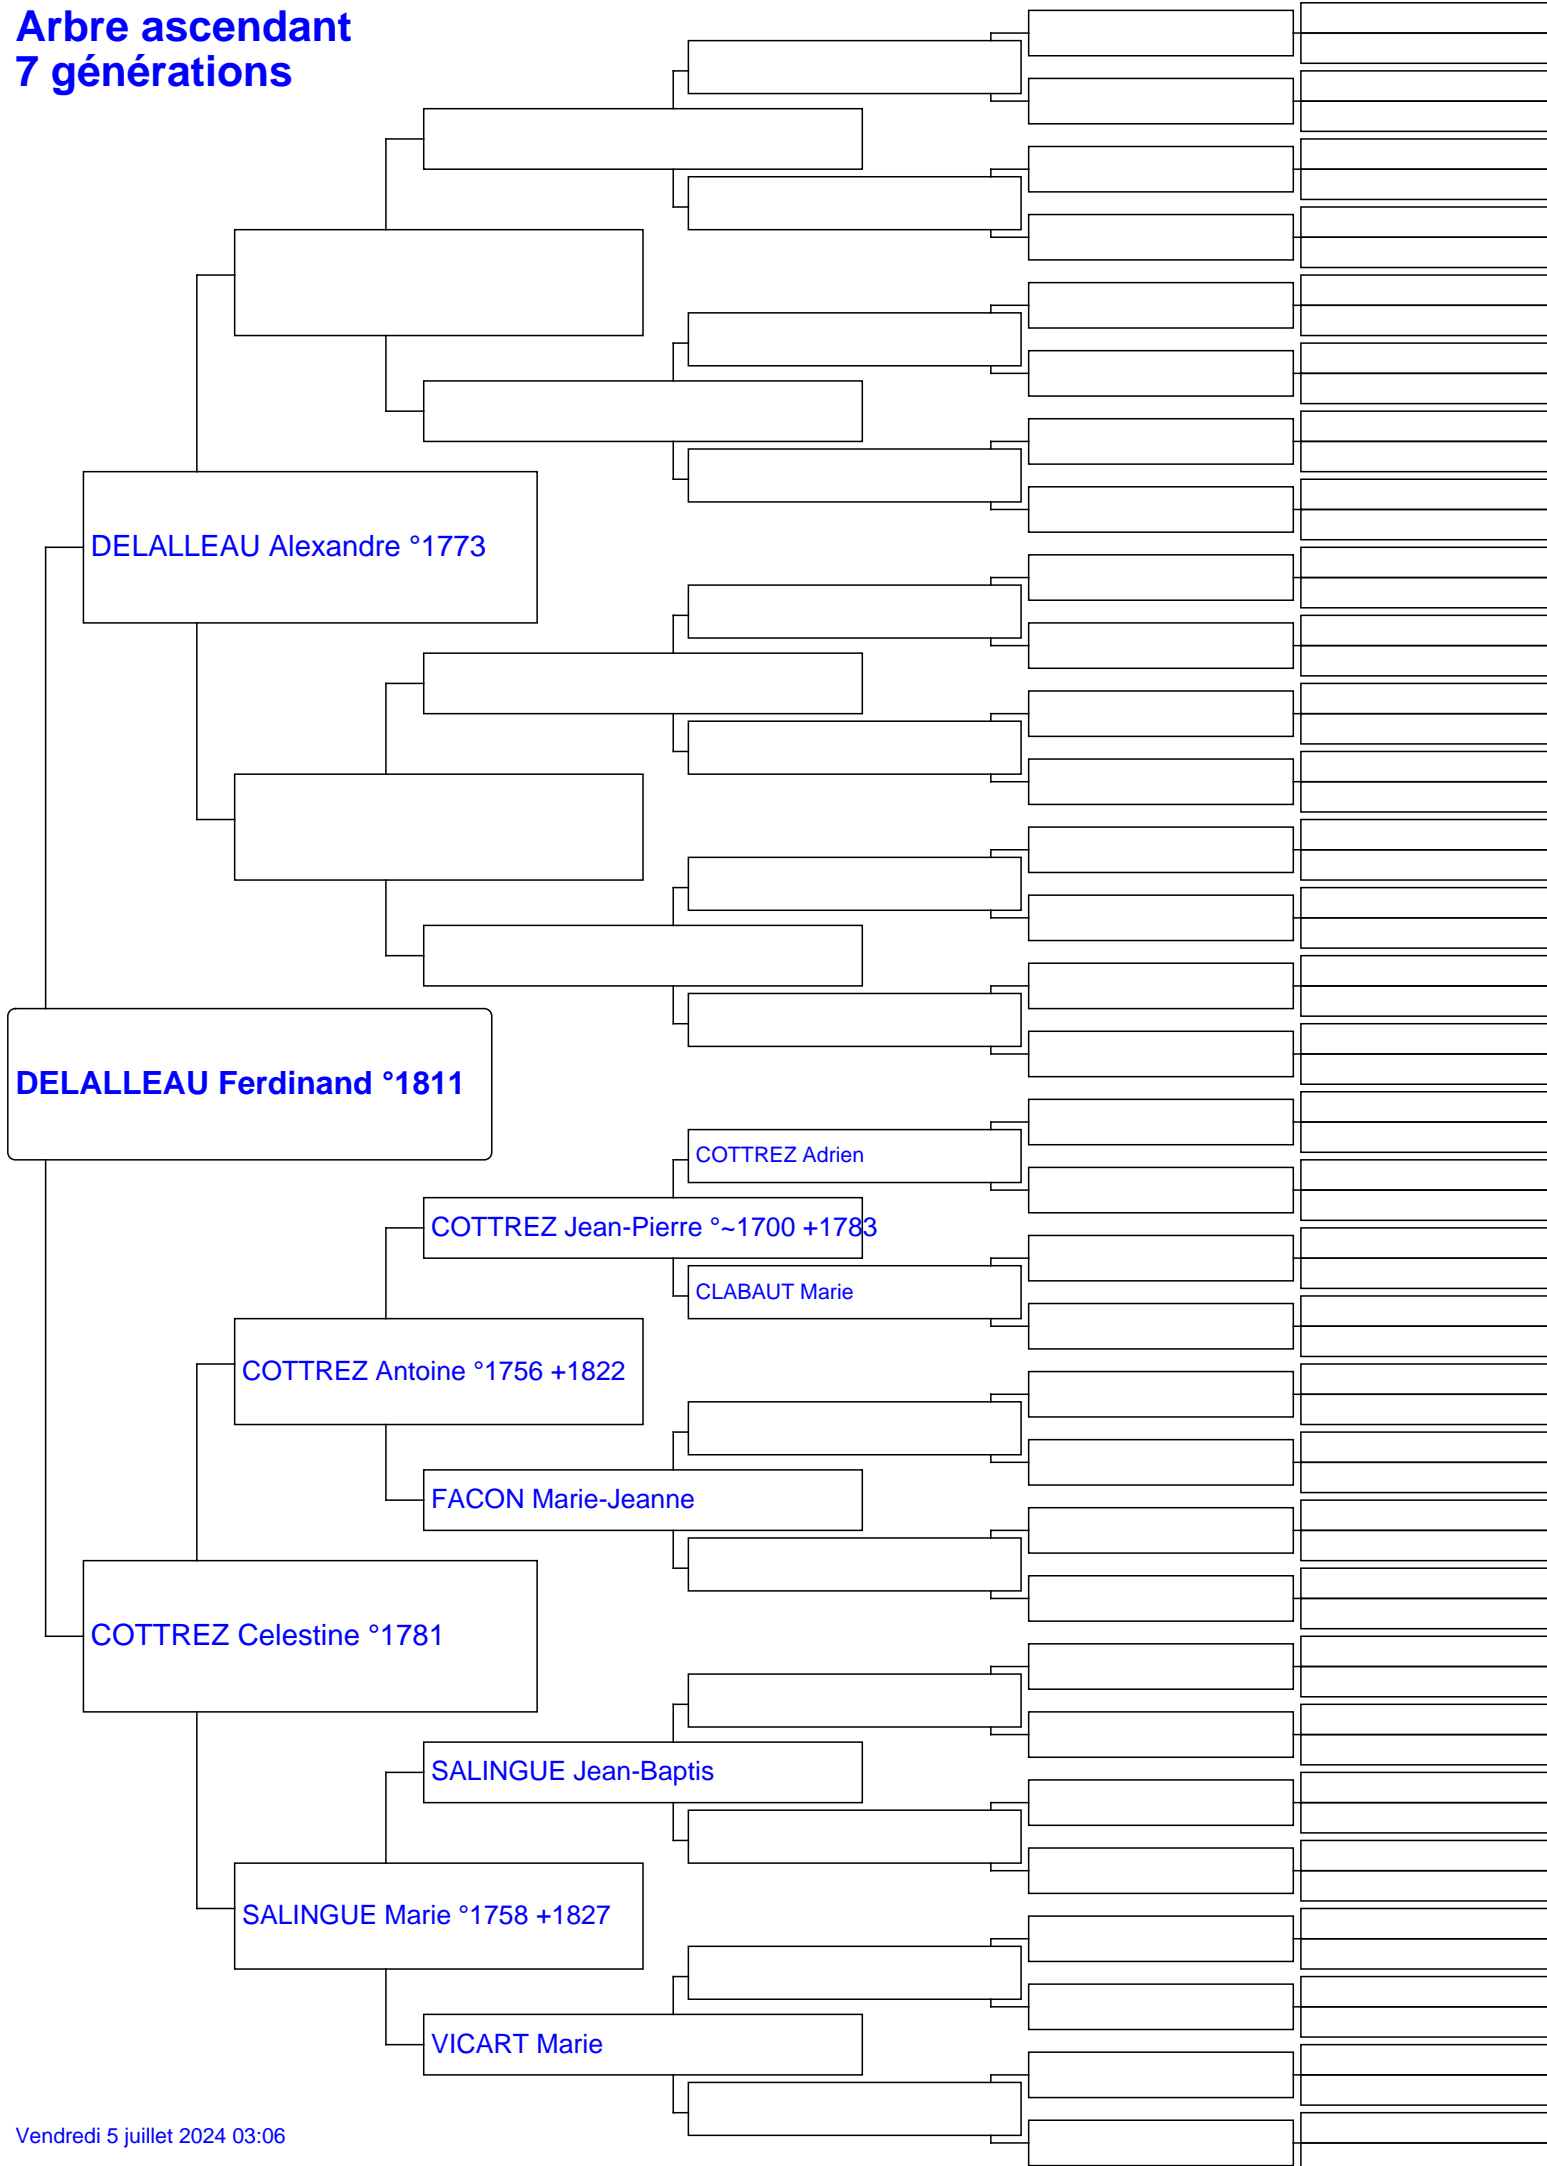 Arbre ascendant
7 générations
DELALLEAU Alexandre °1773
DELALLEAU Ferdinand °1811
COTTREZ Adrien
COTTREZ Jean-Pierre °~1700 +1783
CLABAUT Marie
COTTREZ Antoine °1756 +1822
FACON Marie-Jeanne
COTTREZ Celestine °1781
SALINGUE Jean-Baptis
SALINGUE Marie °1758 +1827
VICART Marie
Vendredi 5 juillet 2024 03:06